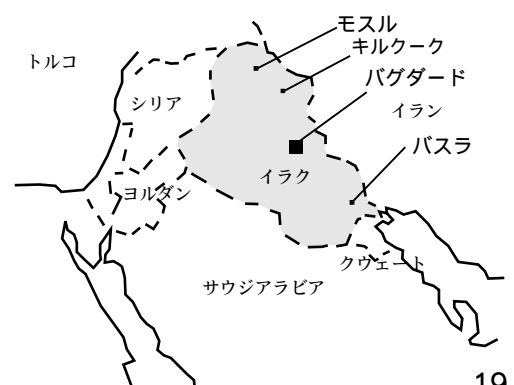 モスル
キルクーク
トルコ
バグダード
シリア
イラン
バスラ
イラク
ヨルダン
クウェート
サウジアラビア
19